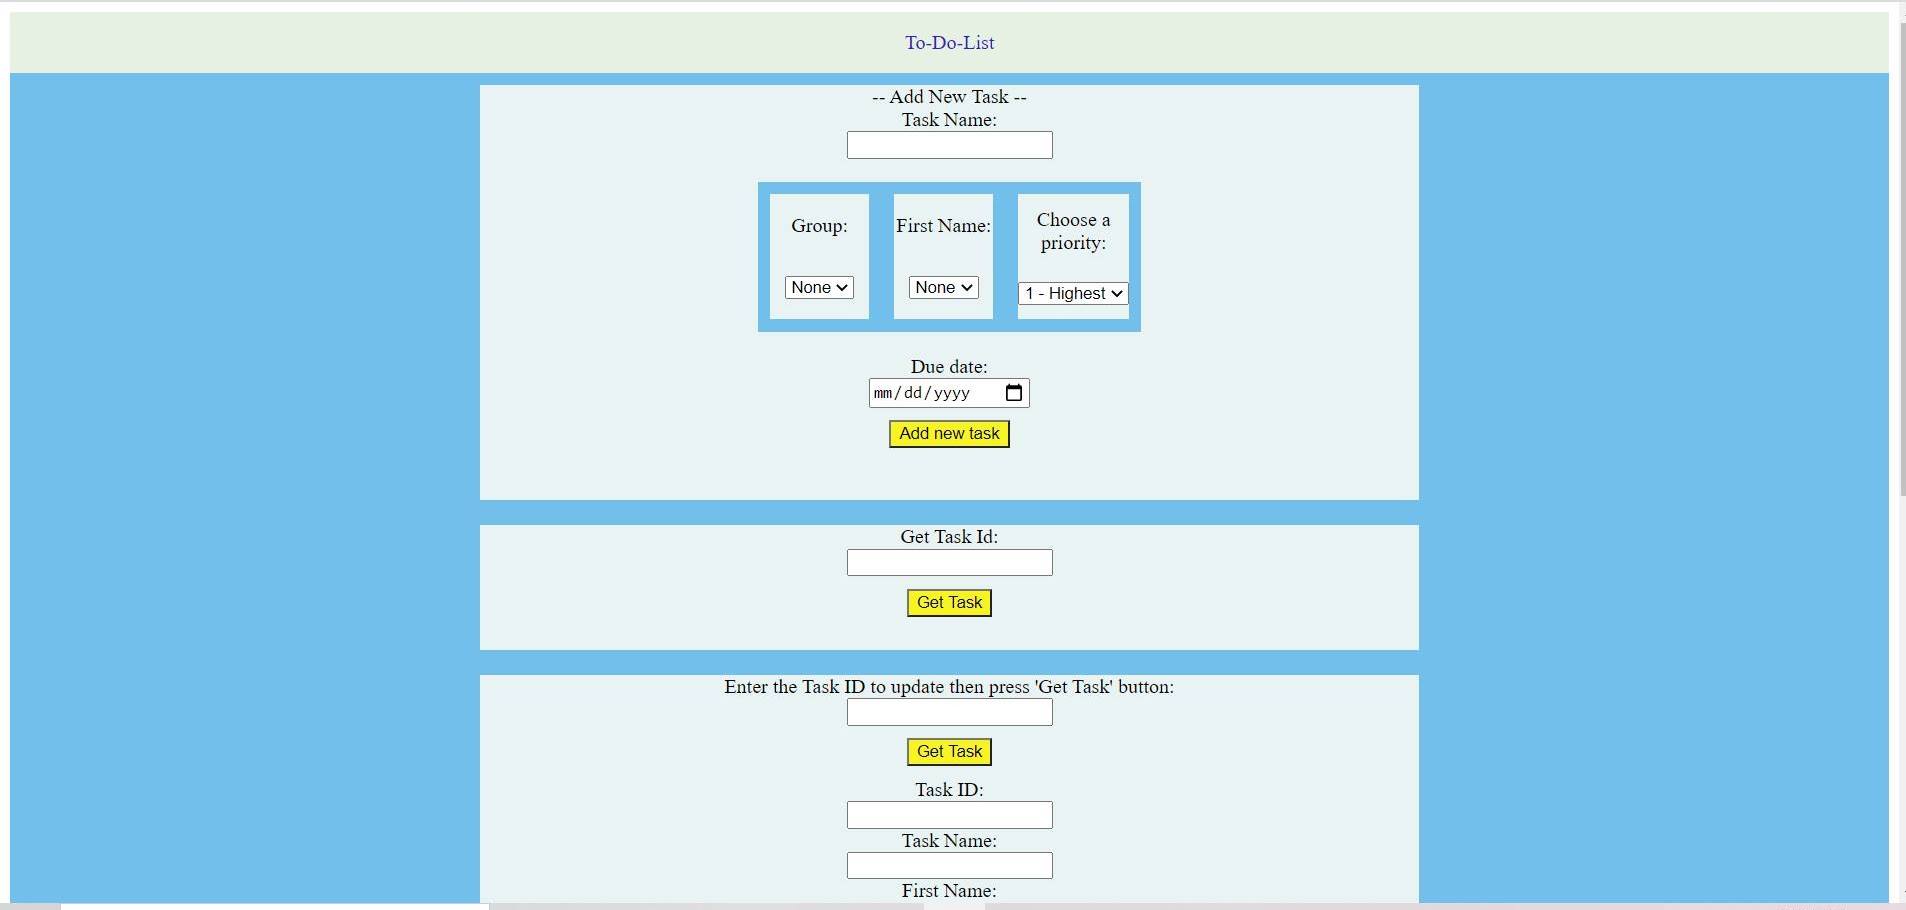 To-Do-List
-- Add New Task --
Task Name:
Group:
First Name:
Choose a
priority:
None
None
1 - Highest
Due date:
mm/dd/yyyy
Add new task
Get Task Id:
Get Task
Enter the Task ID to update then press 'Get Task' button:
Get Task
Task ID:
Task Name:
First Name: